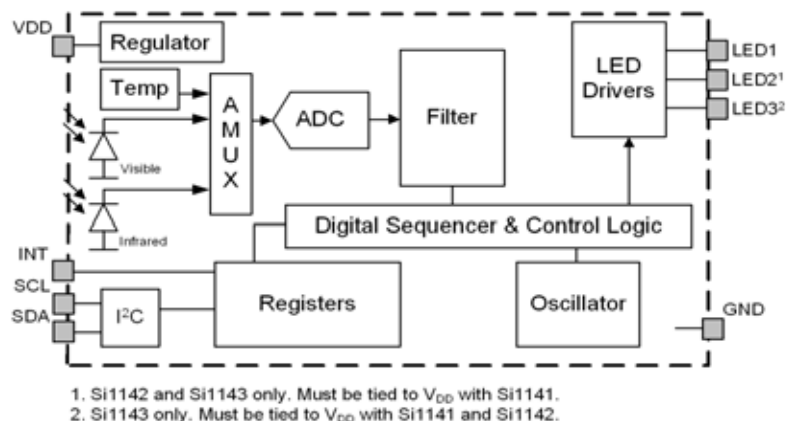 VDD
Regulator
Temp
A
M
U
X
ADC
Filter
LED
Drivers
LED1
LED2¹
LED3²
Visible
Infrared
Digital Sequencer & Control Logic
INT
SCL
SDA
I²C
Registers
Oscillator
GND
1. Si1142 and Si1143 only. Must be tied to V_DD with Si1141.
2. Si1143 only. Must be tied to V_DD with Si1141 and Si1142.